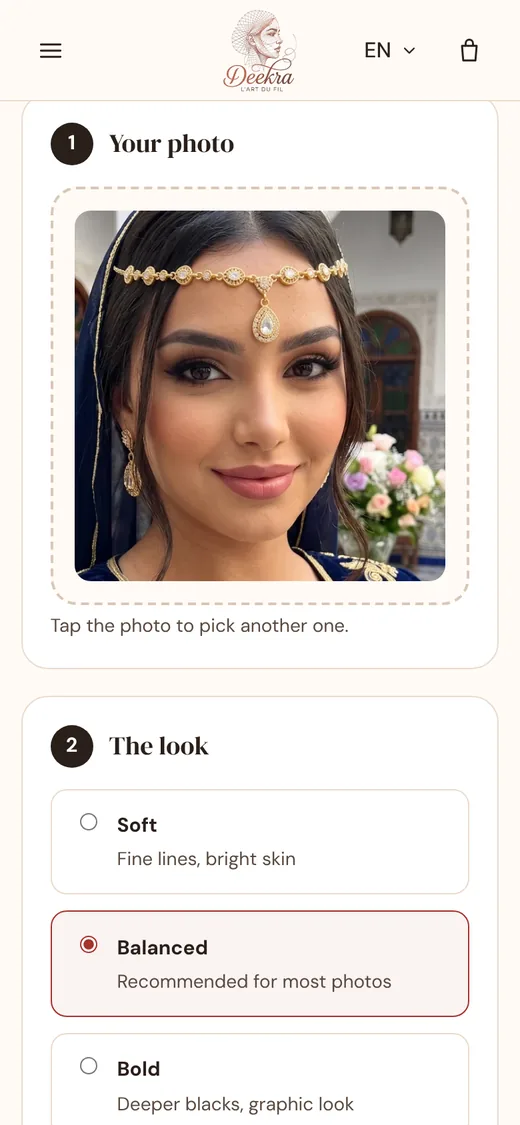 EN
Deekra
L'ART DU FIL
1 Your photo
Tap the photo to pick another one.
2 The look
Soft
Fine lines, bright skin
Balanced
Recommended for most photos
Bold
Deeper blacks, graphic look